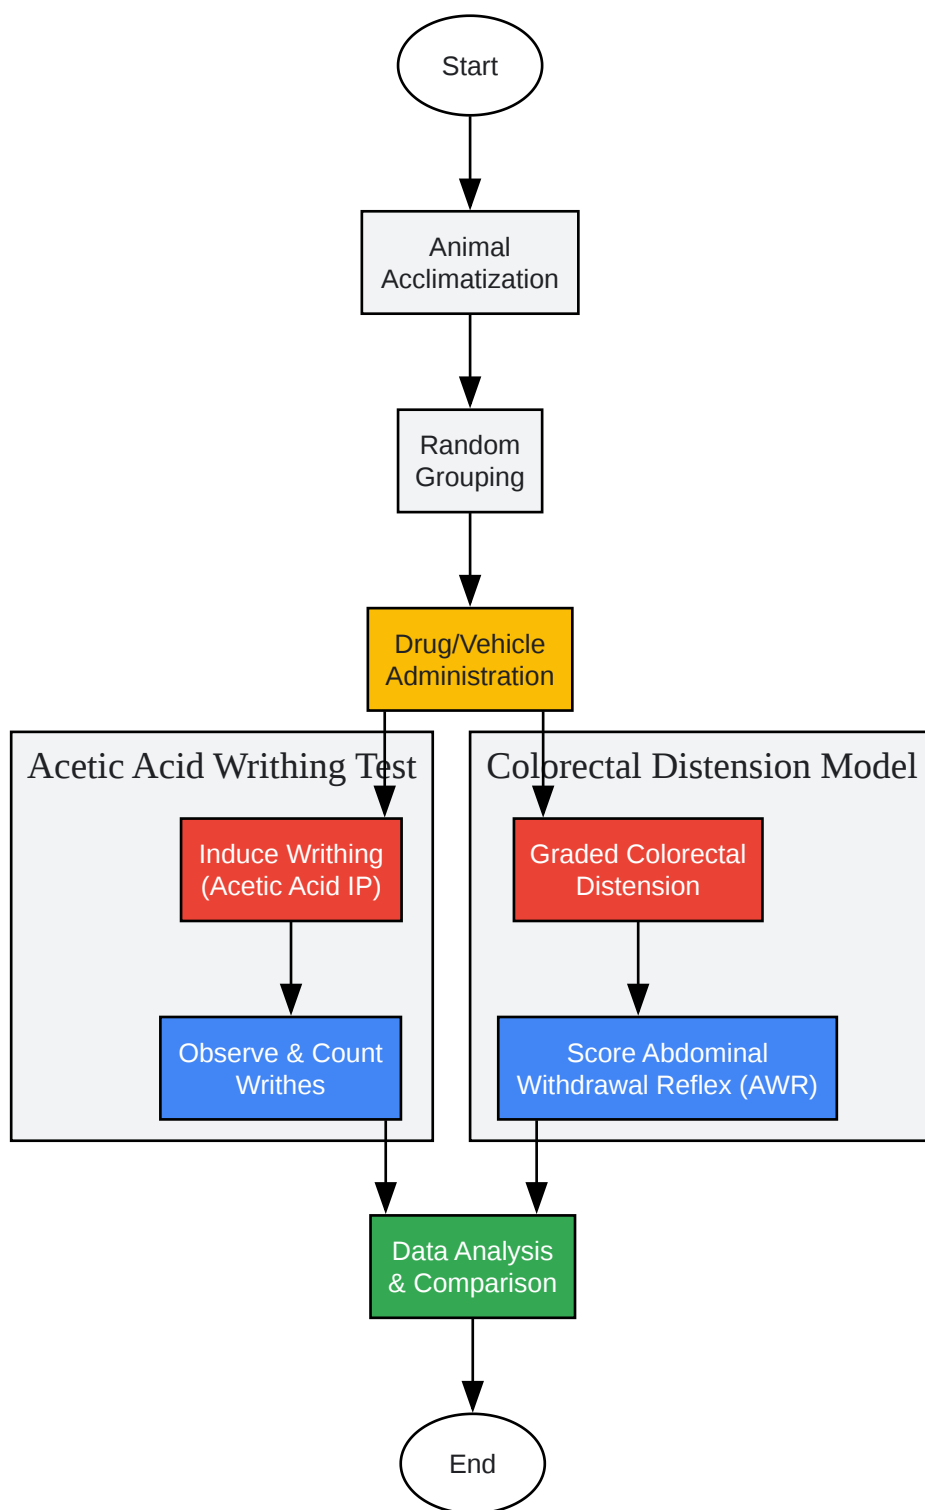 Start
Animal
Acclimatization
Random
Grouping
Drug/Vehicle
Administration
Acetic Acid Writhing Test
Induce Writhing
(Acetic Acid IP)
Observe & Count
Writhes
Colorectal Distension Model
Graded Colorectal
Distension
Score Abdominal
Withdrawal Reflex (AWR)
Data Analysis
& Comparison
End